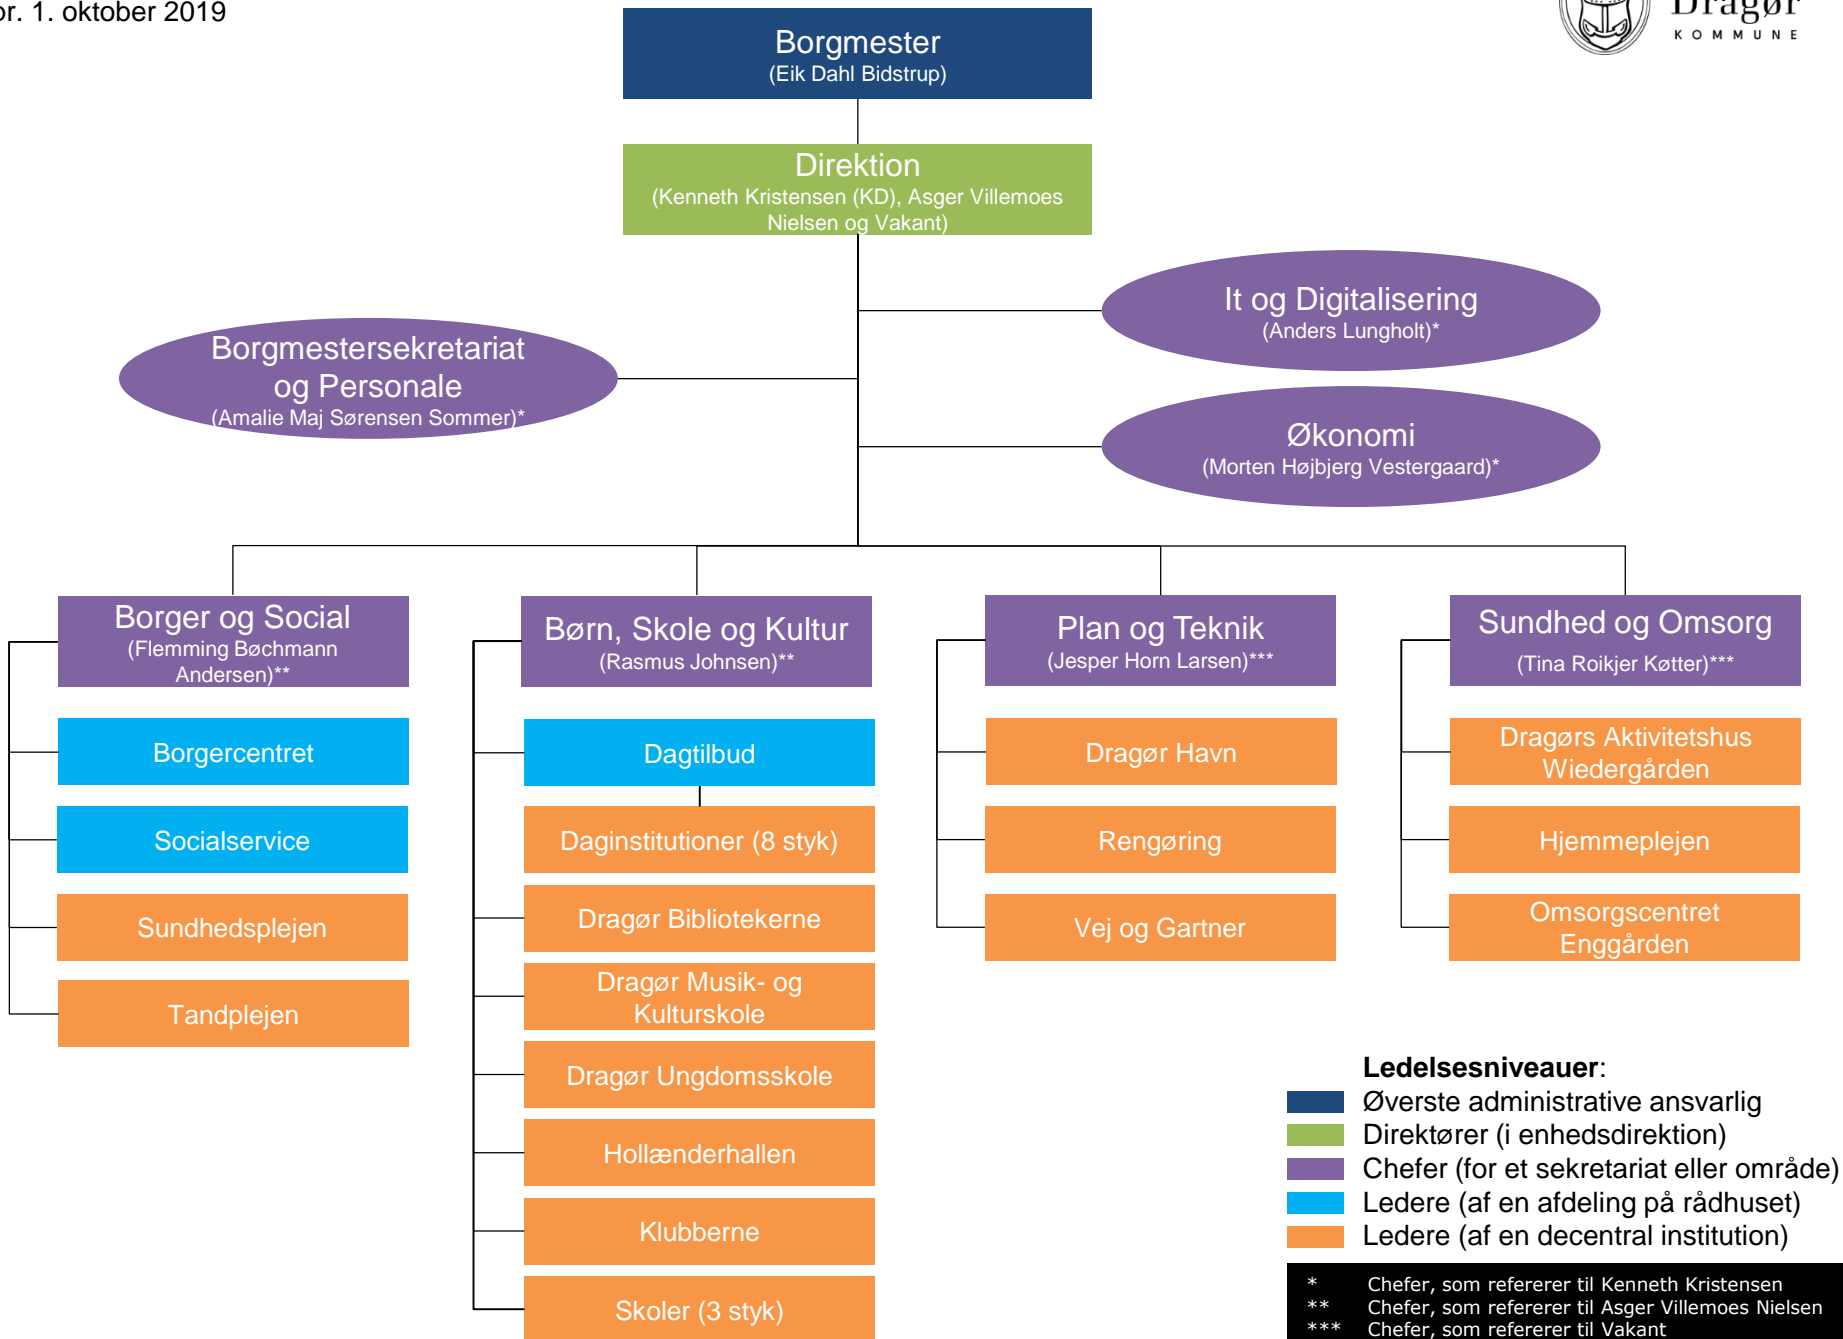 or. 1. oktober 2019
Dragør
KOMMUNE
Borgmester
(Eik Dahl Bidstrup)
Direktion
(Kenneth Kristensen (KD), Asger Villemoes
Nielsen og Vakant)
It og Digitalisering
(Anders Lungholt)*
Borgmestersekretariat
og Personale
(Amalie Maj Sørensen Sommer)*
Økonomi
(Morten Højbjerg Vestergaard)*
Borger og Social
(Flemming Bøchmann
Andersen)**
Borgercentret
Socialservice
Sundhedsplejen
Tandplejen
Børn, Skole og Kultur
(Rasmus Johnsen)**
Dagtilbud
Daginstitutioner (8 styk)
Dragør Bibliotekerne
Dragør Musik- og
Kulturskole
Dragør Ungdomsskole
Hollænderhallen
Klubberne
Skoler (3 styk)
Plan og Teknik
(Jesper Horn Larsen)***
Dragør Havn
Rengøring
Vej og Gartner
Sundhed og Omsorg
(Tina Roikjer Køtter)***
Dragørs Aktivitetshus
Wiedergården
Hjemmeplejen
Omsorgscentret
Enggården
Ledelsesniveauer:
Øverste administrative ansvarlig
Direktører (i enhedsdirektion)
Chefer (for et sekretariat eller område)
Ledere (af en afdeling på rådhuset)
Ledere (af en decentral institution)
* Chefer, som refererer til Kenneth Kristensen
** Chefer, som refererer til Asger Villemoes Nielsen
*** Chefer, som refererer til Vakant